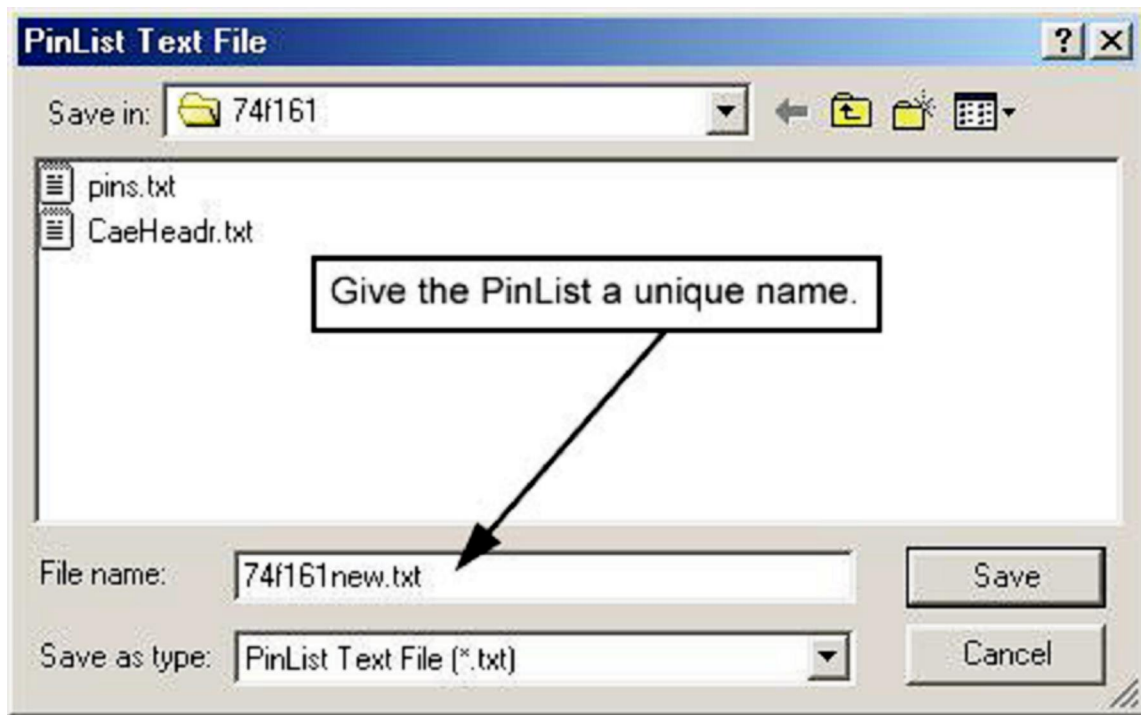 PinList Text File
Save in: 74f161
pins.txt
CaeHeadr.txt
Give the PinList a unique name.
File name: 74f161new.txt Save
Save as type: PinList Text File (*.txt) Cancel